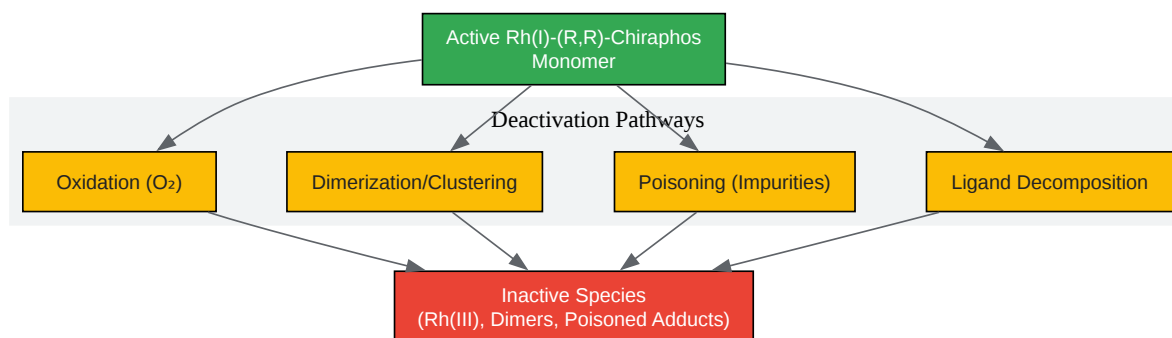 Active Rh(I)-(R,R)-Chiraphos
Monomer
Deactivation Pathways
Oxidation (O₂)
Dimerization/Clustering
Poisoning (Impurities)
Ligand Decomposition
Inactive Species
(Rh(III), Dimers, Poisoned Adducts)